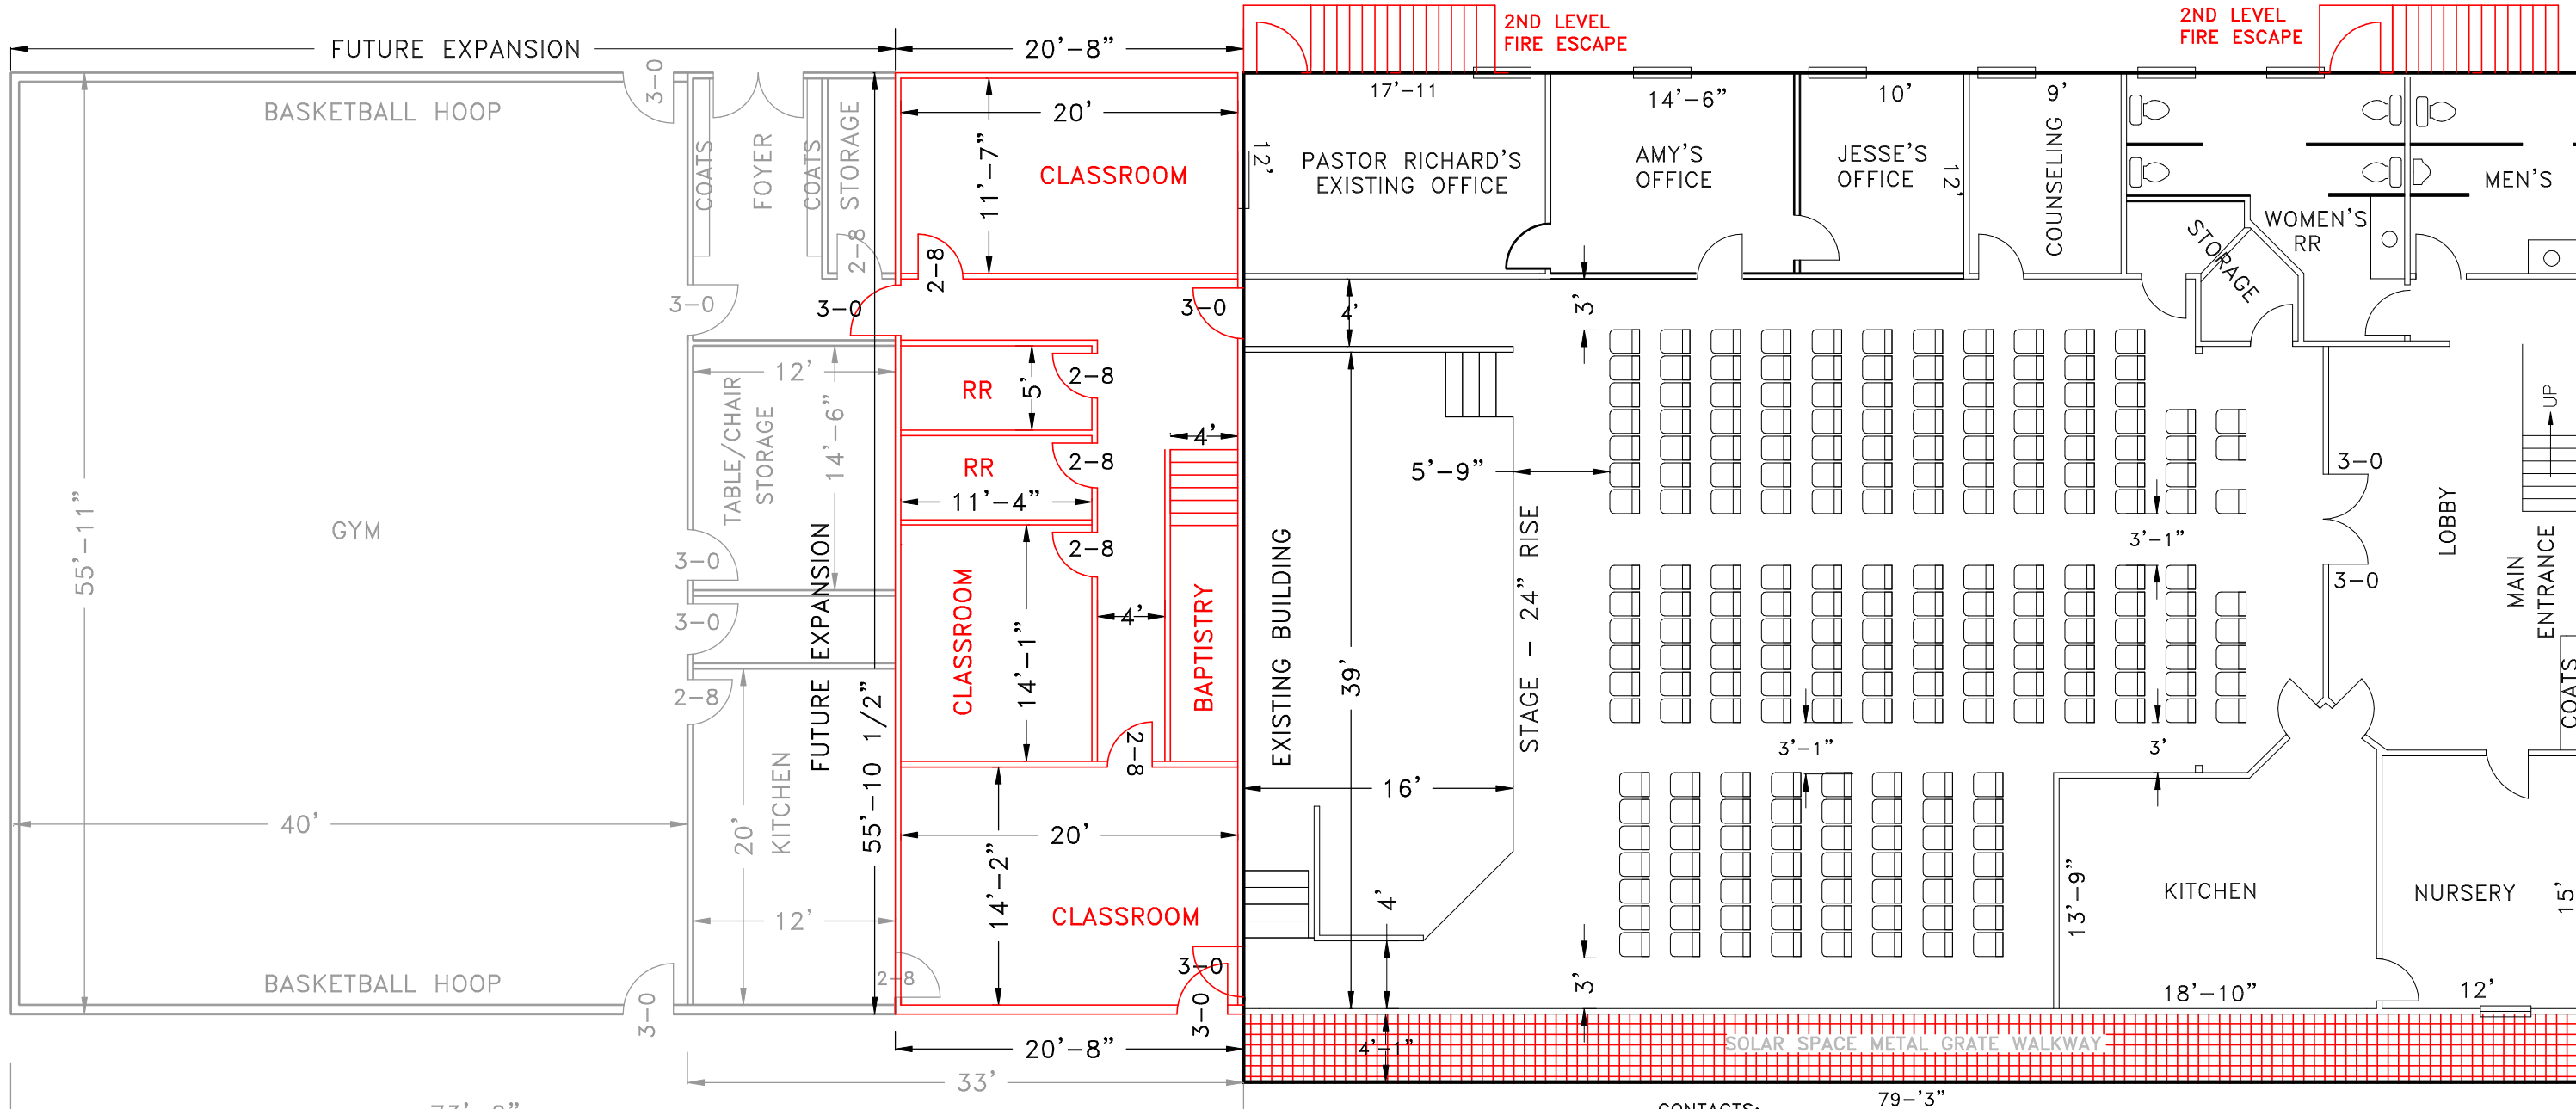 2ND LEVEL
FIRE ESCAPE
2ND LEVEL
FIRE ESCAPE
FUTURE EXPANSION
20'-8"
3-0
BASKETBALL HOOP
COATS
FOYER
COATS
STORAGE
2-8
20'
11'-7"
CLASSROOM
2-8
17'-11
12'
PASTOR RICHARD'S
EXISTING OFFICE
14'-6"
AMY'S
OFFICE
10'
JESSE'S
OFFICE
12'
9'
COUNSELING
STORAGE
WOMEN'S
RR
MEN'S
3-0
3-0
3-0
4'
3'
12'
TABLE/CHAIR
STORAGE
14'-6"
RR
5'
2-8
RR
2-8
11'-4"
4'
5'-9"
UP
3-0
3-0
LOBBY
MAIN
ENTRANCE
COATS
3'-1"
55'-11"
GYM
3-0
3-0
2-8
FUTURE EXPANSION
55'-10 1/2"
CLASSROOM
14'-1"
2-8
4'
BAPTISTRY
2-8
EXISTING BUILDING
39'
STAGE - 24" RISE
16'
3'-1"
3'
40'
20'
KITCHEN
12'
20'
14'-2"
CLASSROOM
4'
3'
13'-9"
KITCHEN
18'-10"
NURSERY
15'
12'
BASKETBALL HOOP
3-0
2-8
3-0
3-0
20'-8"
33'
4'-1"
SOLAR SPACE METAL GRATE WALKWAY
79-'3"
CONTACTS:
73'-8"